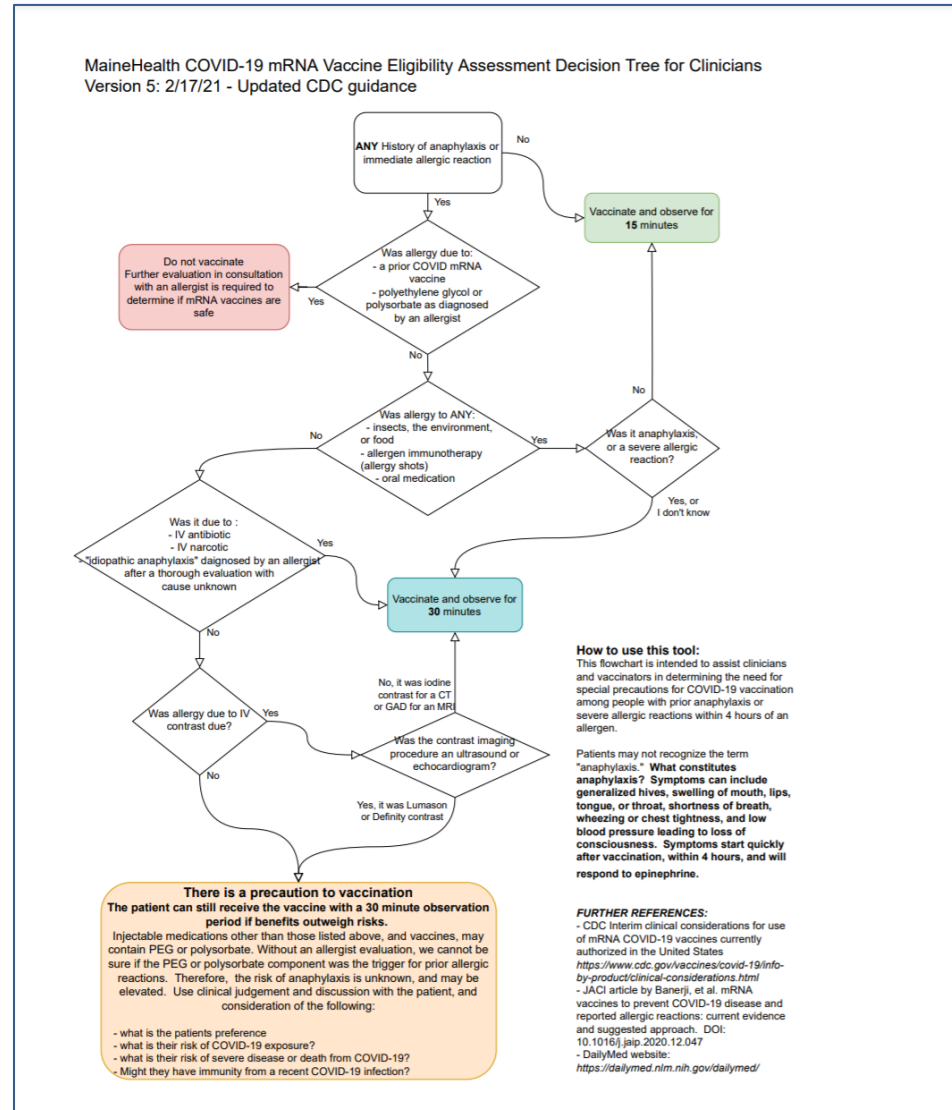 MaineHealth COVID-19 mRNA Vaccine Eligibility Assessment Decision Tree for Clinicians
Version 5: 2/17/21 - Updated CDC guidance
ANY History of anaphylaxis or
immediate allergic reaction
No
Yes
Vaccinate and observe for
15 minutes
Do not vaccinate
Further evaluation in consultation
with an allergist is required to
determine if mRNA vaccines are
safe
Yes
Was allergy due to:
- a prior COVID mRNA
vaccine
- polyethylene glycol or
polysorbate as diagnosed
by an allergist
No
Was allergy to ANY:
- insects, the environment,
or food
- allergen immunotherapy
(allergy shots)
- oral medication
No
Yes
No
Was it anaphylaxis,
or a severe allergic
reaction?
Yes, or
I don't know
Was it due to :
- IV antibiotic
- IV narcotic
- "idiopathic anaphylaxis" daignosed by an allergist
after a thorough evaluation with
cause unknown
Yes
No
Vaccinate and observe for
30 minutes
Was allergy due to IV
contrast due?
Yes
No
No, it was iodine
contrast for a CT
or GAD for an MRI
Was the contrast imaging
procedure an ultrasound or
echocardiogram?
Yes, it was Lumason
or Definity contrast
There is a precaution to vaccination
The patient can still receive the vaccine with a 30 minute observation
period if benefits outweigh risks.
Injectable medications other than those listed above, and vaccines, may
contain PEG or polysorbate. Without an allergist evaluation, we cannot be
sure if the PEG or polysorbate component was the trigger for prior allergic
reactions.  Therefore,  the risk of anaphylaxis is unknown, and may be
elevated.  Use clinical judgement and discussion with the patient, and
consideration of the following:
- what is the patients preference
- what is their risk of COVID-19 exposure?
- what is their risk of severe disease or death from COVID-19?
- Might they have immunity from a recent COVID-19 infection?
How to use this tool:
This flowchart is intended to assist clinicians
and vaccinators in determining the need for
special precautions for COVID-19 vaccination
among people with prior anaphylaxis or
severe allergic reactions within 4 hours of an
allergen.
Patients may not recognize the term
"anaphylaxis."  What constitutes
anaphylaxis?  Symptoms can include
generalized hives, swelling of mouth, lips,
tongue, or throat, shortness of breath,
wheezing or chest tightness, and low
blood pressure leading to loss of
consciousness.  Symptoms start quickly
after vaccination, within 4 hours, and will
respond to epinephrine.
FURTHER REFERENCES:
- CDC Interim clinical considerations for use
of mRNA COVID-19 vaccines currently
authorized in the United States
https://www.cdc.gov/vaccines/covid-19/info-
by-product/clinical-considerations.html
- JACI article by Banerji, et al. mRNA
vaccines to prevent COVID-19 disease and
reported allergic reactions: current evidence
and suggested approach.  DOI:
10.1016/j.jaip.2020.12.047
- DailyMed website:
https://dailymed.nlm.nih.gov/dailymed/